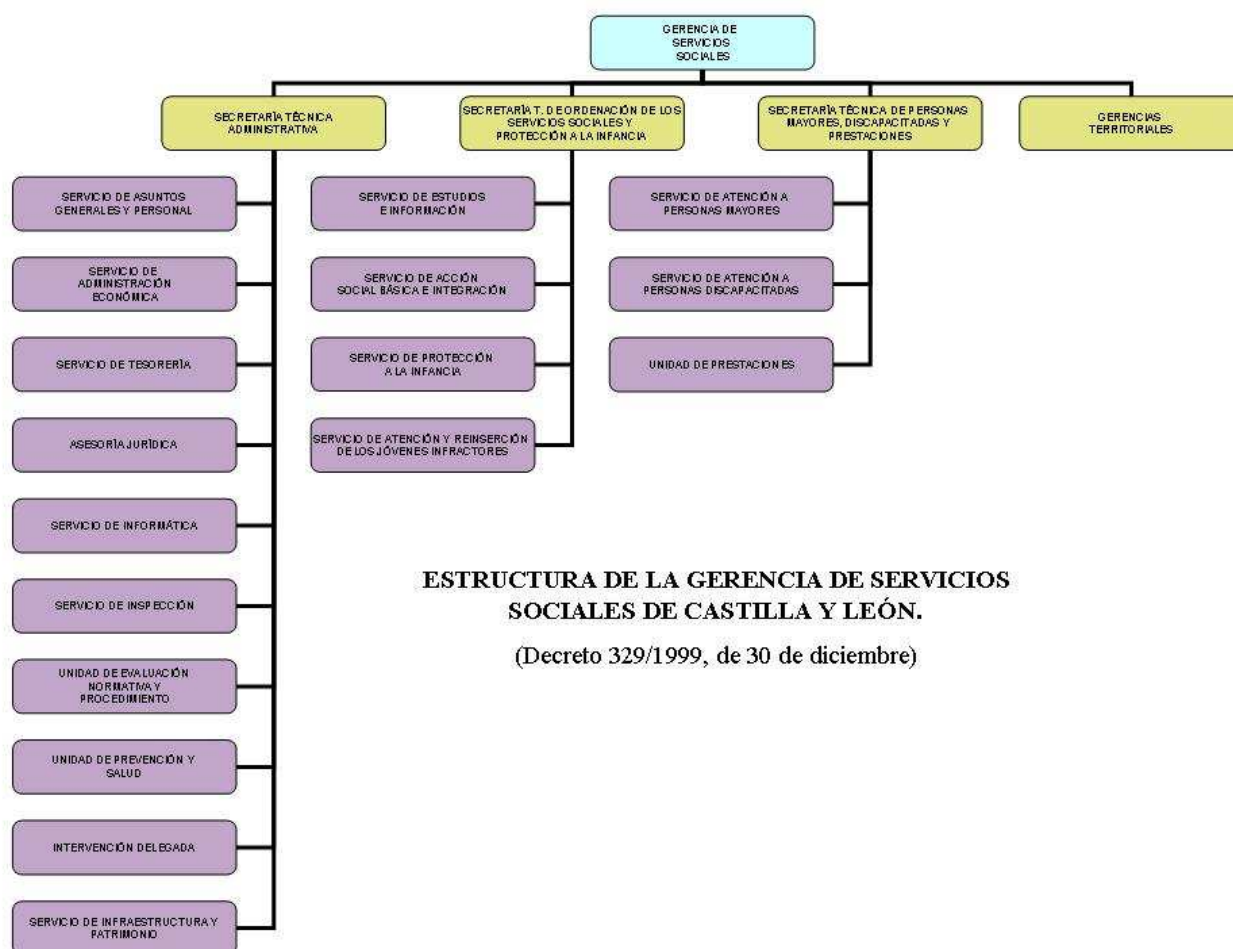 GERENCIA DE
SERVICIOS
SOCIALES
SECRETARÍA TÉCNICA
ADMINISTRATIVA
SECRETARÍA T. DE ORDENACIÓN DE LOS
SERVICIOS SOCIALES Y
PROTECCIÓN A LA INFANCIA
SECRETARÍA TÉCNICA DE PERSONAS
MAYORES, DISCAPACITADAS Y
PRESTACIONES
GERENCIAS
TERRITORIALES
SERVICIO DE ASUNTOS
GENERALES Y PERSONAL
SERVICIO DE
ADMINISTRACIÓN
ECONÓMICA
SERVICIO DE TESORERÍA
ASESORÍA JURÍDICA
SERVICIO DE INFORMÁTICA
SERVICIO DE INSPECCIÓN
UNIDAD DE EVALUACIÓN
NORMATIVA Y
PROCEDIMIENTO
UNIDAD DE PREVENCIÓN Y
SALUD
INTERVENCIÓN DELEGADA
SERVICIO DE INFRAESTRUCTURA Y
PATRIMONIO
SERVICIO DE ESTUDIOS
E INFORMACIÓN
SERVICIO DE ACCIÓN
SOCIAL BÁSICA E INTEGRACIÓN
SERVICIO DE PROTECCIÓN
A LA INFANCIA
SERVICIO DE ATENCIÓN Y REINSERCIÓN
DE LOS JÓVENES INFRACTORES
SERVICIO DE ATENCIÓN A
PERSONAS MAYORES
SERVICIO DE ATENCIÓN A
PERSONAS DISCAPACITADAS
UNIDAD DE PRESTACIONES
ESTRUCTURA DE LA GERENCIA DE SERVICIOS
SOCIALES DE CASTILLA Y LEÓN.
(Decreto 329/1999, de 30 de diciembre)